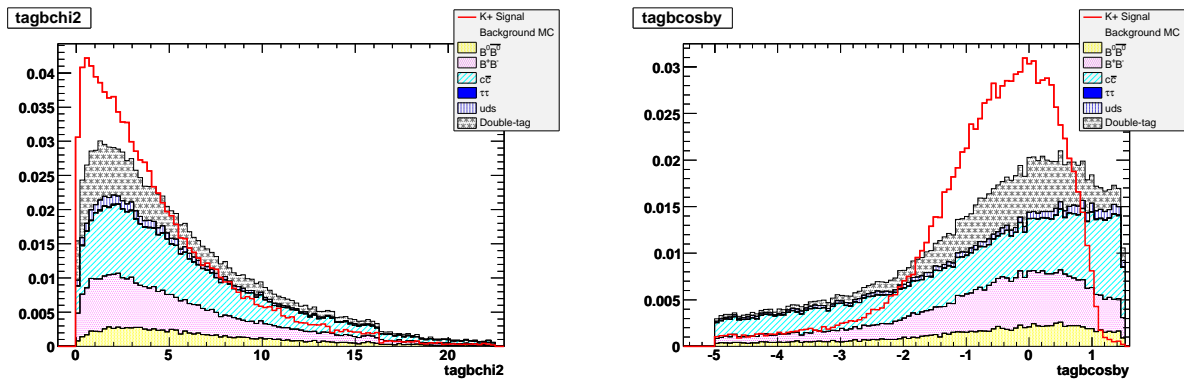 tagbchi2
K+ Signal
Background MC
B⁰B̅⁰
B⁺B⁻
cc̅
ττ
uds
Double-tag
0.04
0.035
0.03
0.025
0.02
0.015
0.01
0.005
0
0 5 10 15 20
tagbchi2
tagbcosby
K+ Signal
Background MC
B⁰B̅⁰
B⁺B⁻
cc̅
ττ
uds
Double-tag
0.03
0.025
0.02
0.015
0.01
0.005
0
-5 -4 -3 -2 -1 0 1
tagbcosby